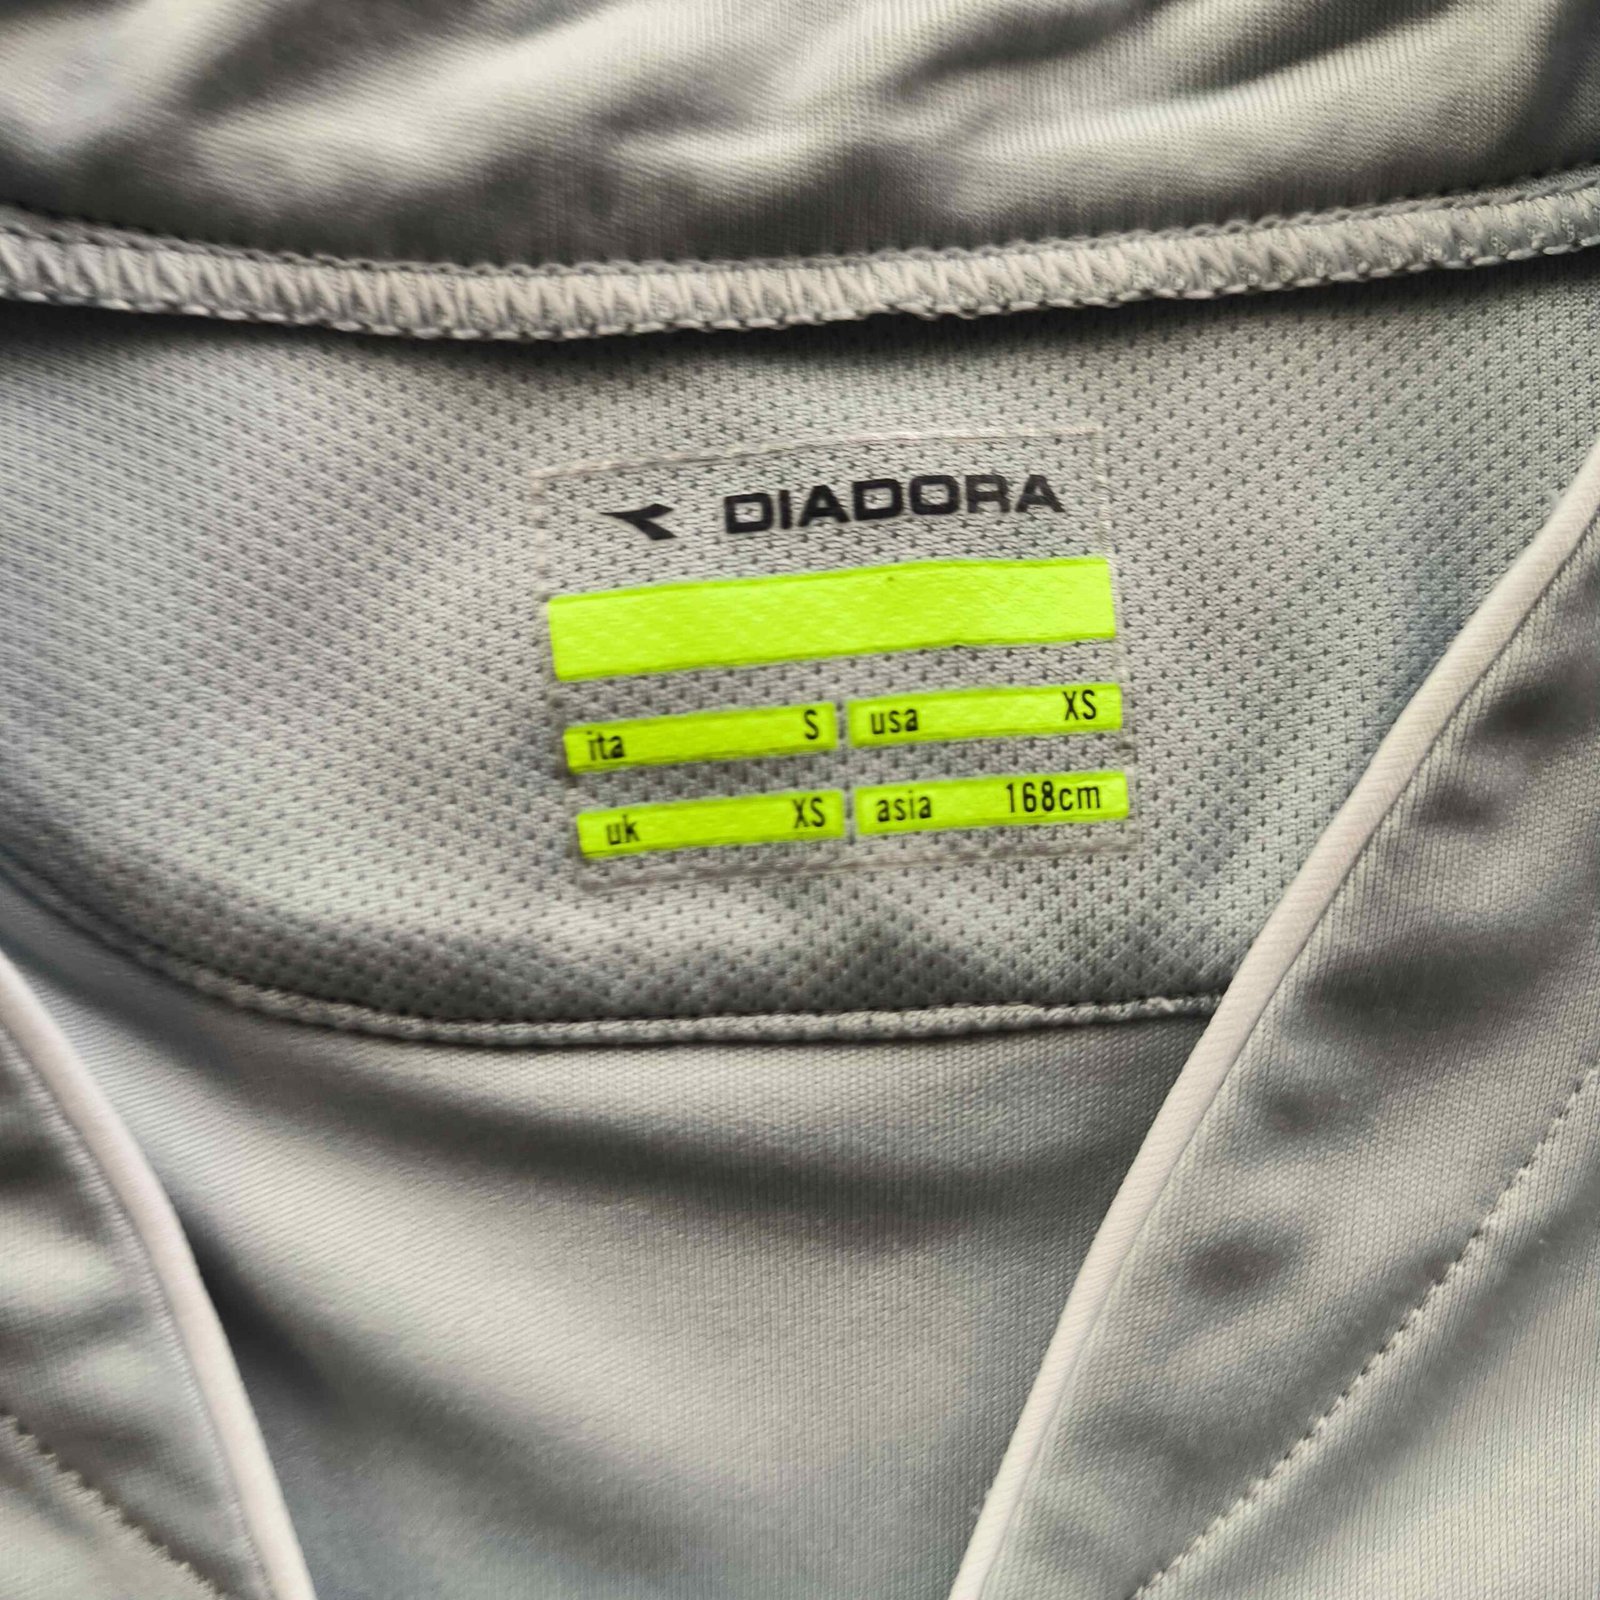 DIADORA
ita S usa XS
uk XS asia 168cm